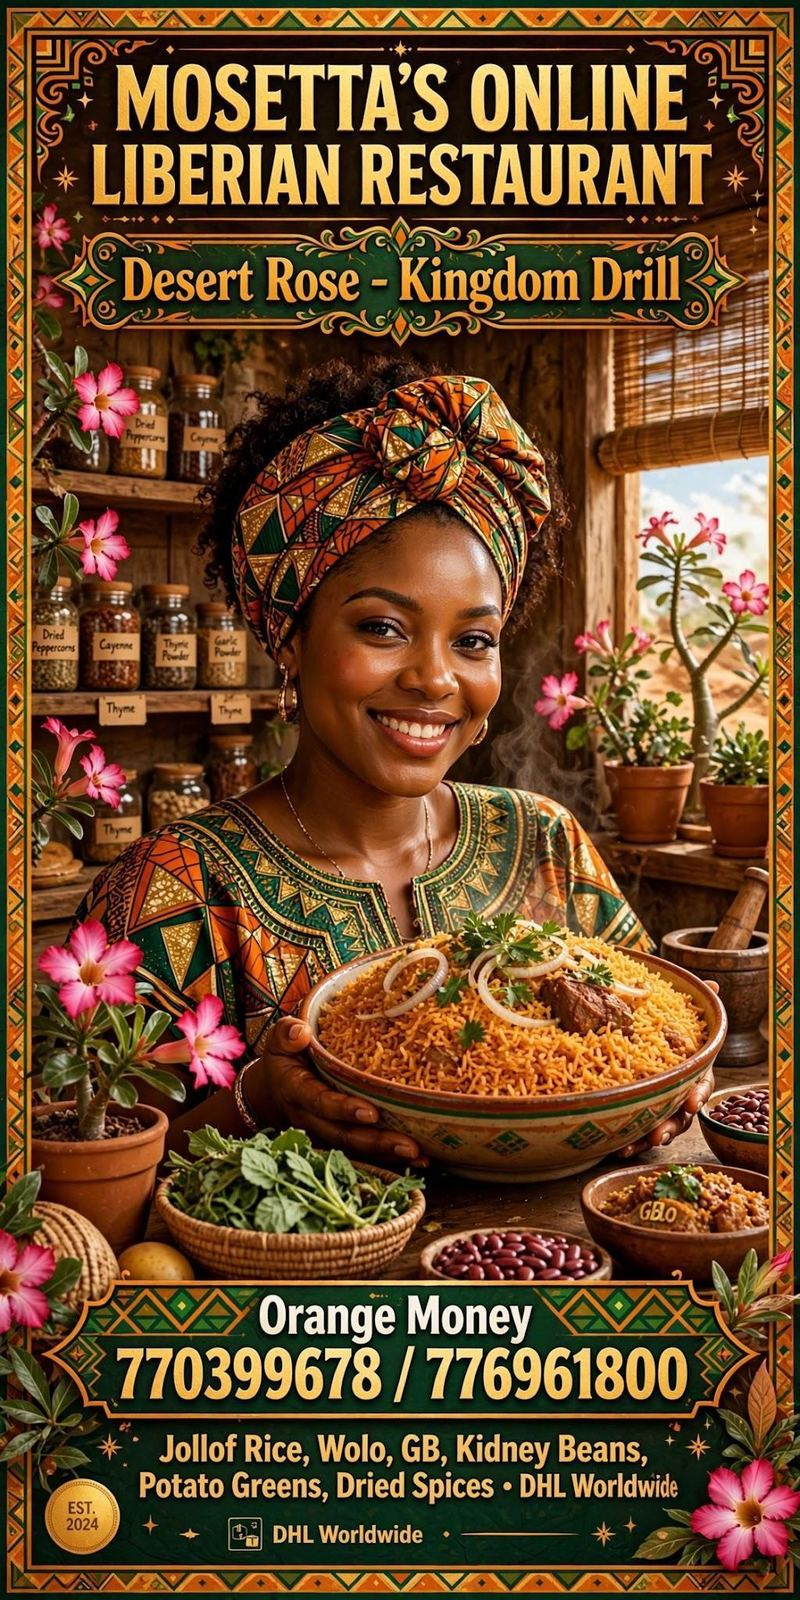 MOSETTA'S ONLINE
LIBERIAN RESTAURANT
Desert Rose - Kingdom Drill
Dried
Peppercorns
Cayenne
Dried
Peppercorns
Cayenne
Thymic
Powder
Garlic
Powder
Thyme
Thyme
Thyme
GBLO
Orange Money
770399678 / 776961800
Jollof Rice, Wolo, GB, Kidney Beans,
Potato Greens, Dried Spices • DHL Worldwide
EST.
2024
DHL Worldwide